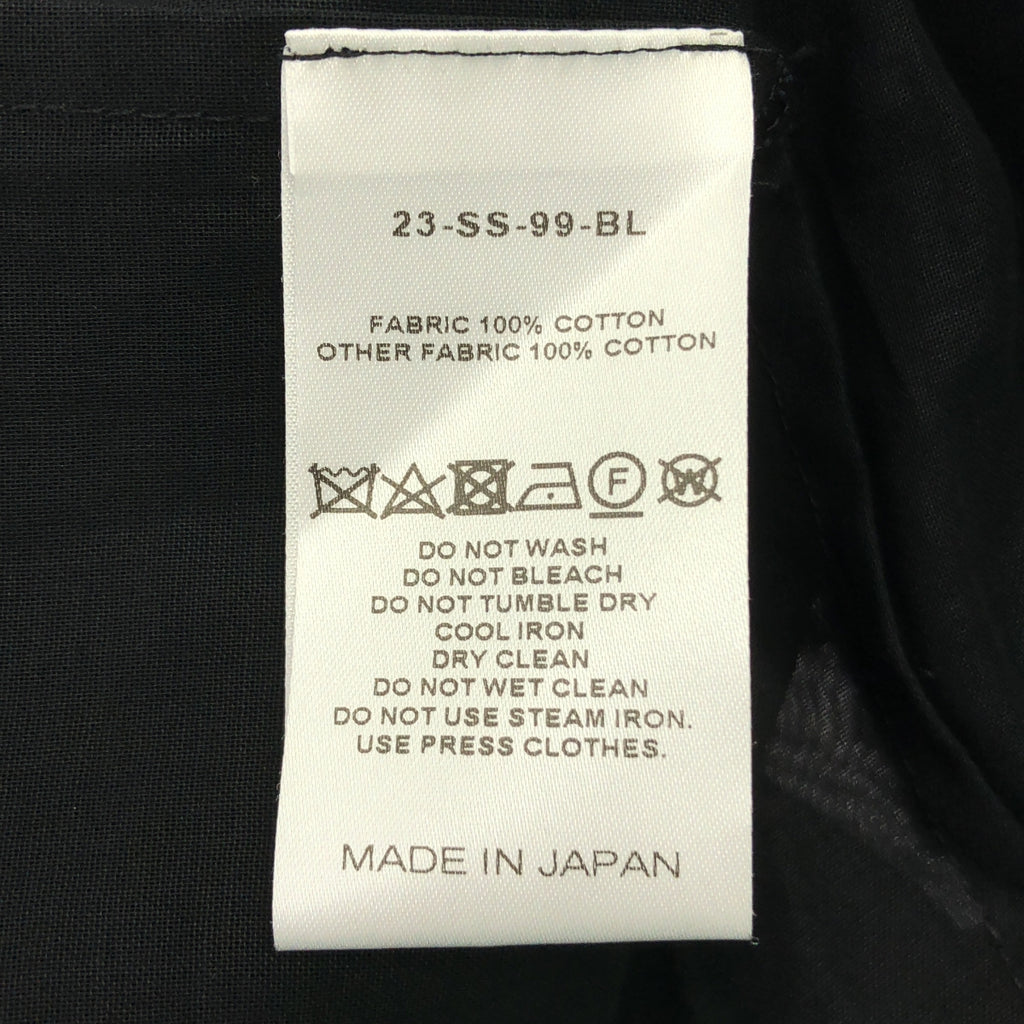 23-SS-99-BL
FABRIC 100% COTTON
OTHER FABRIC 100% COTTON
F W
DO NOT WASH
DO NOT BLEACH
DO NOT TUMBLE DRY
COOL IRON
DRY CLEAN
DO NOT WET CLEAN
DO NOT USE STEAM IRON.
USE PRESS CLOTHES.
MADE IN JAPAN